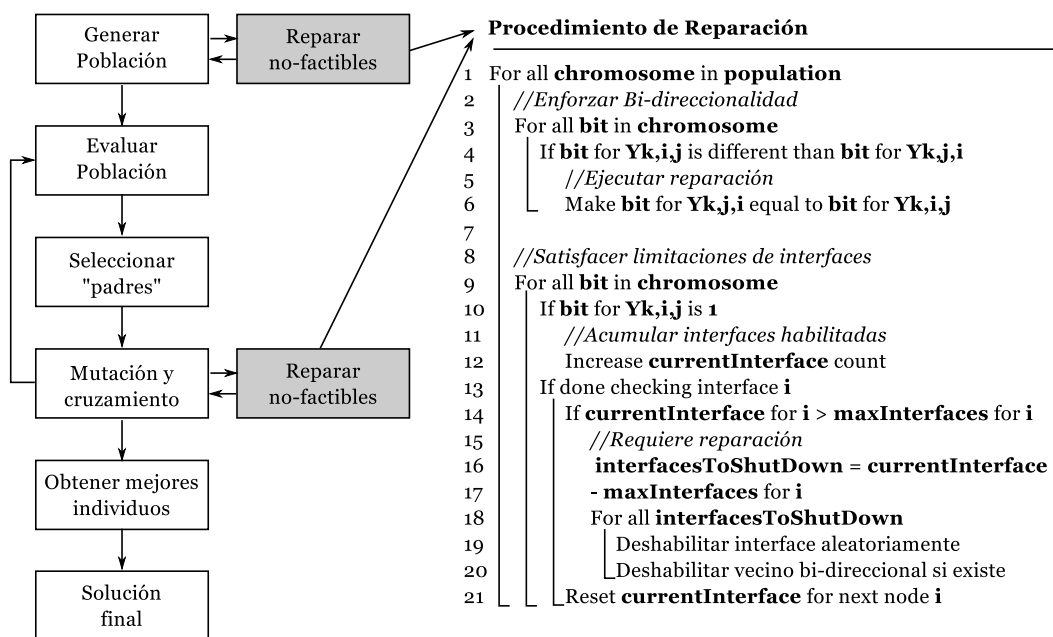 Generar
Población
Reparar
no-factibles
Evaluar
Población
Seleccionar
"padres"
Mutación y
cruzamiento
Reparar
no-factibles
Obtener mejores
individuos
Solución
final
Procedimiento de Reparación
1 For all chromosome in population
2 //Enforzar Bi-direccionalidad
3 For all bit in chromosome
4 If bit for Yk,i,j is different than bit for Yk,j,i
5 //Ejecutar reparación
6 Make bit for Yk,j,i equal to bit for Yk,i,j
7
8 //Satisfacer limitaciones de interfaces
9 For all bit in chromosome
10 If bit for Yk,i,j is 1
11 //Acumular interfaces habilitadas
12 Increase currentInterface count
13 If done checking interface i
14 If currentInterface for i > maxInterfaces for i
15 //Requiere reparación
16 interfacesToShutDown = currentInterface
17 - maxInterfaces for i
18 For all interfacesToShutDown
19 Deshabilitar interface aleatoriamente
20 Deshabilitar vecino bi-direccional si existe
21 Reset currentInterface for next node i